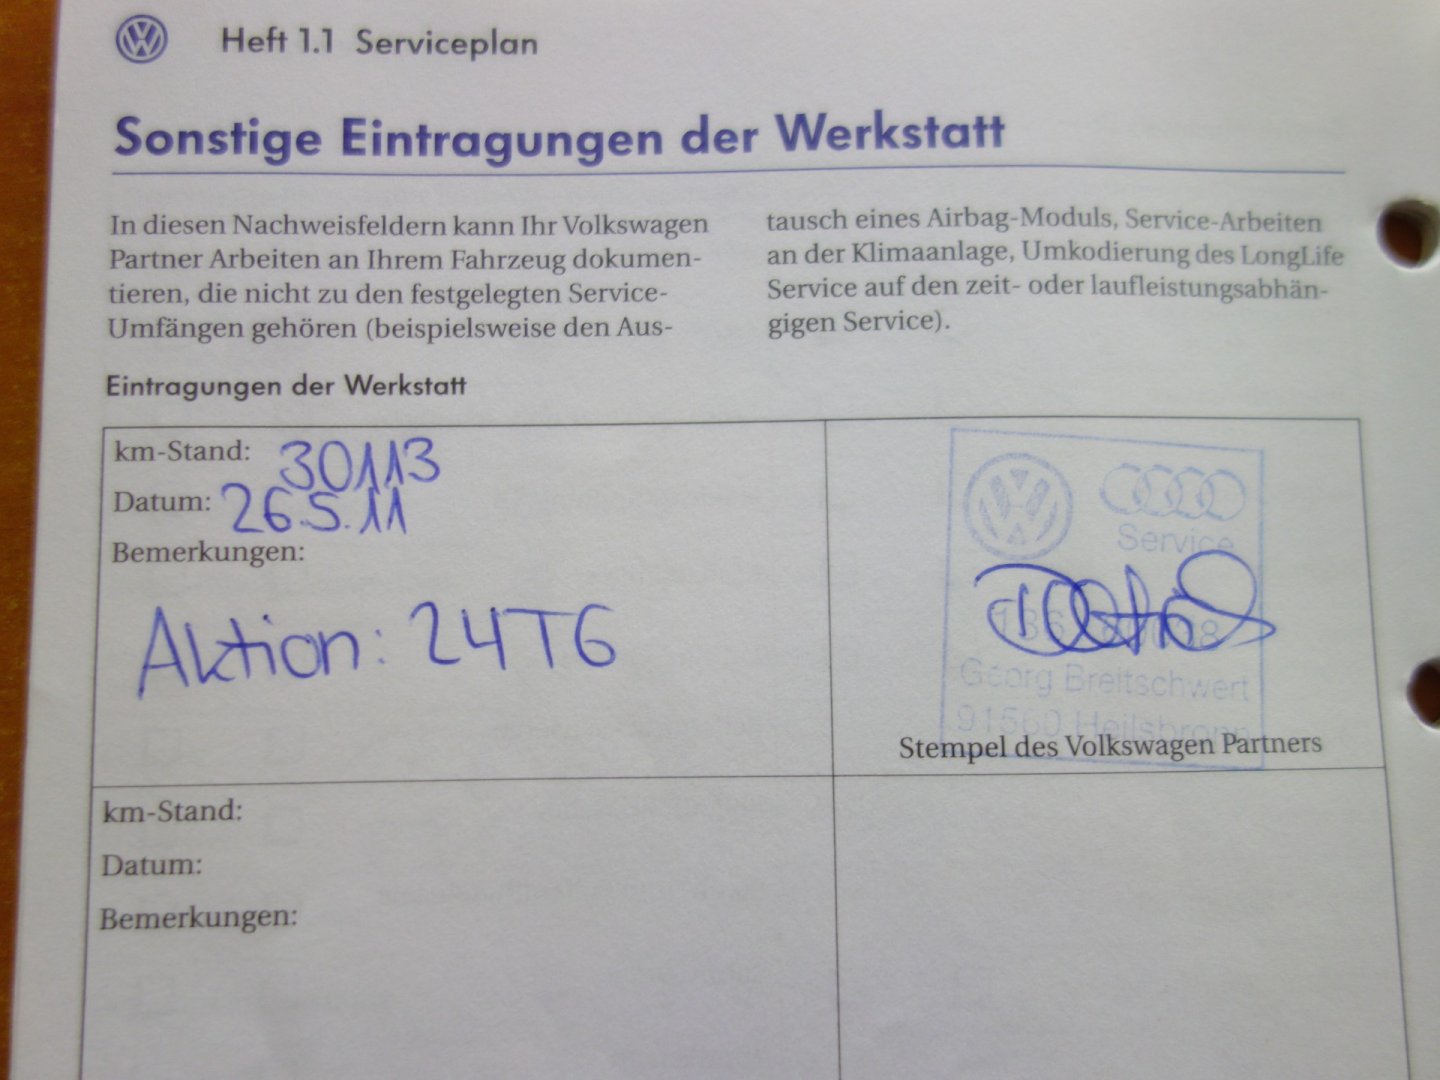 Heft 1.1 Serviceplan
Sonstige Eintragungen der Werkstatt
In diesen Nachweisfeldern kann Ihr Volkswagen
Partner Arbeiten an Ihrem Fahrzeug dokumen-
tieren, die nicht zu den festgelegten Service-
Umfängen gehören (beispielsweise den Aus-
tausch eines Airbag-Moduls, Service-Arbeiten
an der Klimaanlage, Umkodierung des LongLife
Service auf den zeit- oder laufleistungsabhän-
gigen Service).
Eintragungen der Werkstatt
km-Stand: 30113
Datum: 26.5.11
Bemerkungen:
Aktion: 24T6
Service
Georg Breitschwert
91560 Heilsbronn
Stempel des Volkswagen Partners
km-Stand:
Datum:
Bemerkungen: